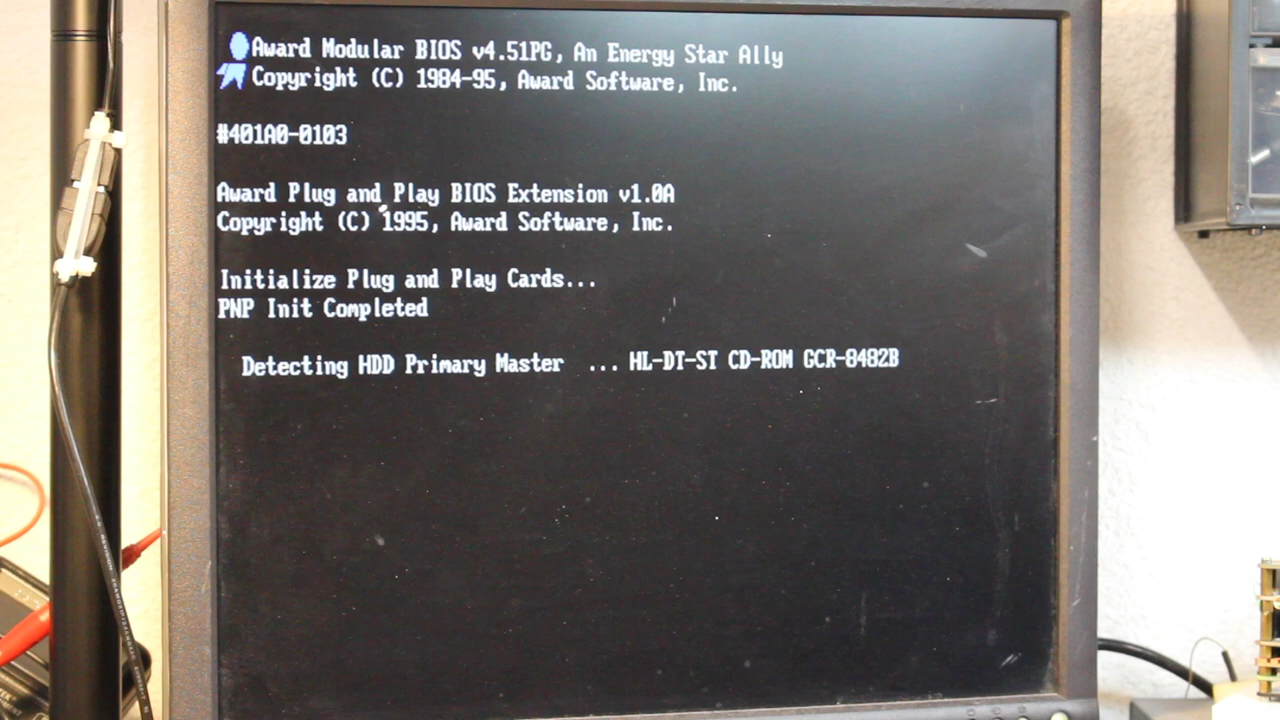 Award Modular BIOS v4.51PG, An Energy Star Ally
Copyright (C) 1984-95, Award Software, Inc.
#401A0-0103
Award Plug and Play BIOS Extension v1.0A
Copyright (C) 1995, Award Software, Inc.
Initialize Plug and Play Cards...
PNP Init Completed
Detecting HDD Primary Master ... HL-DT-ST CD-ROM GCR-8482B